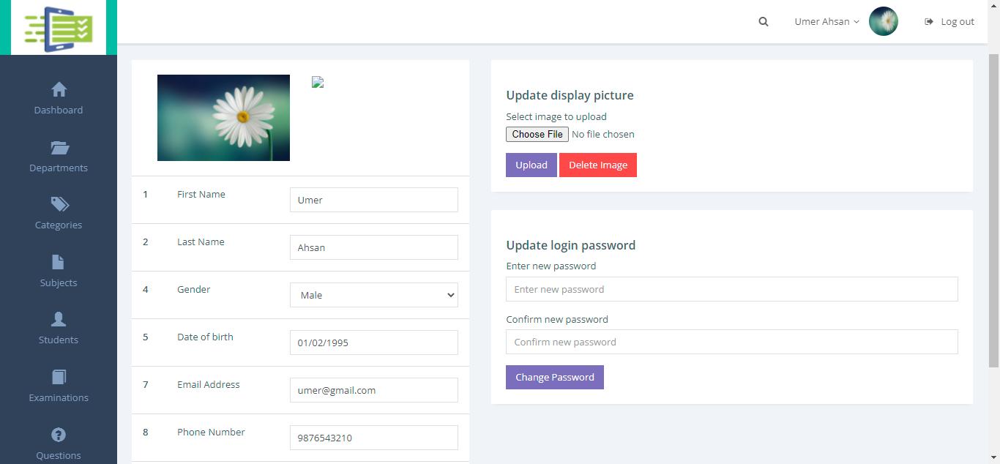 Umer Ahsan
Log out
Dashboard
Departments
Categories
Subjects
Students
Examinations
Questions
1 First Name Umer
2 Last Name Ahsan
4 Gender Male
5 Date of birth 01/02/1995
7 Email Address umer@gmail.com
8 Phone Number 9876543210
Update display picture
Select image to upload
Choose File No file chosen
Upload Delete Image
Update login password
Enter new password
Enter new password
Confirm new password
Confirm new password
Change Password